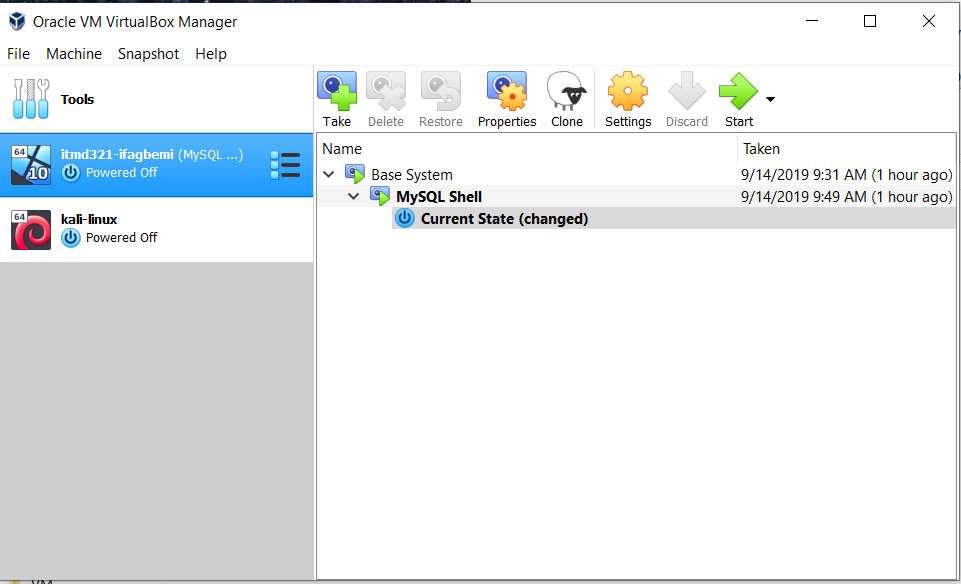 Oracle VM VirtualBox Manager
File Machine Snapshot Help
Tools
Take Delete Restore Properties Clone Settings Discard Start
64 10 itmd321-ifagbemi (MySQL ...)
Powered Off
64 kali-linux
Powered Off
Name Taken
Base System 9/14/2019 9:31 AM (1 hour ago)
MySQL Shell 9/14/2019 9:49 AM (1 hour ago)
Current State (changed)
VM